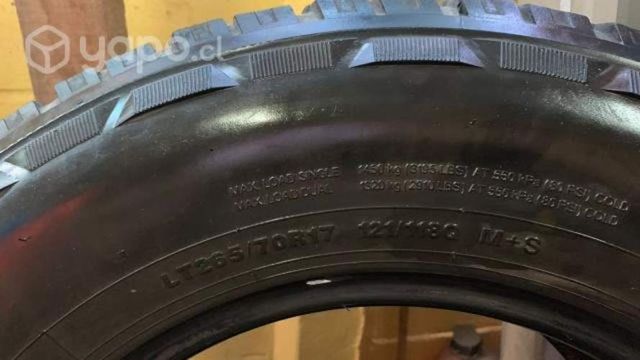 yapo.cl
MAX. LOAD SINGLE 1450 kg (3195 LBS) AT 550 kPa (80 PSI) COLD
MAX. LOAD DUAL 1320 kg (2910 LBS) AT 550 kPa (80 PSI) COLD
LT265/70R17 121/118Q M+S